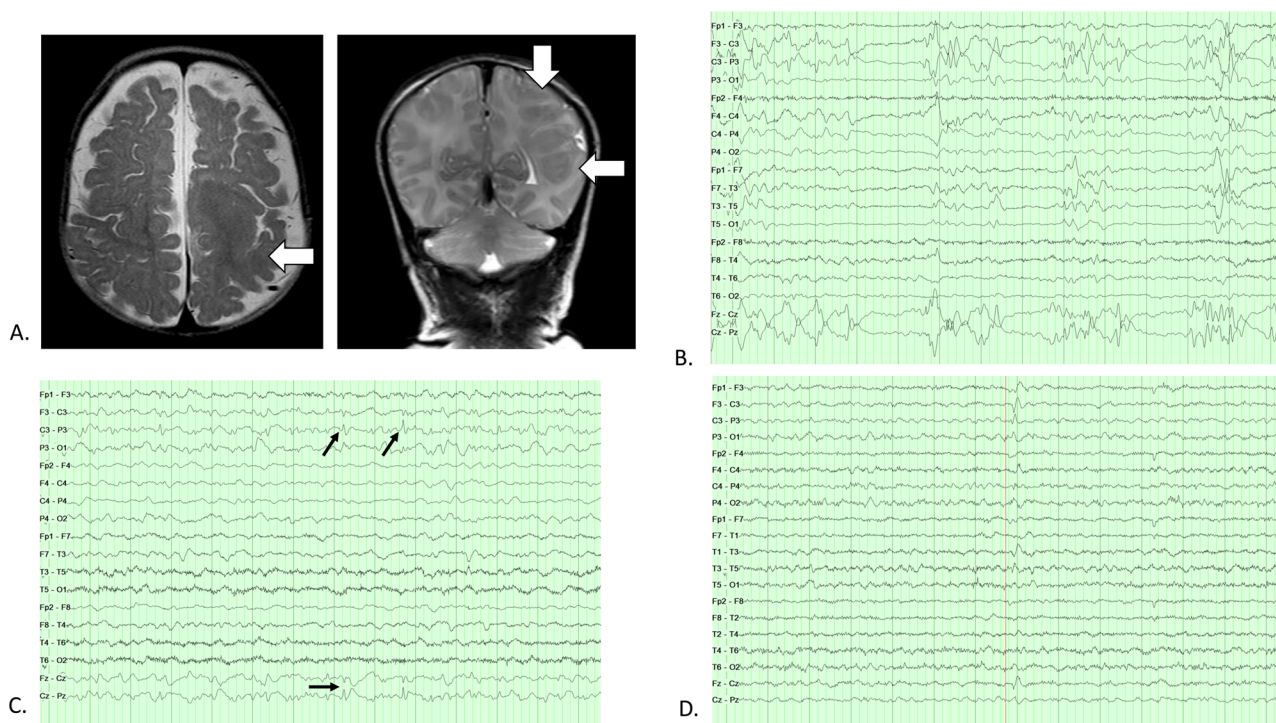 A.
Fp1 - F3
F3 - C3
C3 - P3
P3 - O1
Fp2 - F4
F4 - C4
C4 - P4
P4 - O2
Fp1 - F7
F7 - T3
T3 - T5
T5 - O1
Fp2 - F8
F8 - T4
T4 - T6
T6 - O2
Fz - Cz
Cz - Pz
B.
Fp1 - F3
F3 - C3
C3 - P3
P3 - O1
Fp2 - F4
F4 - C4
C4 - P4
P4 - O2
Fp1 - F7
F7 - T3
T3 - T5
T5 - O1
Fp2 - F8
F8 - T4
T4 - T6
T6 - O2
Fz - Cz
Cz - Pz
C.
Fp1 - F3
F3 - C3
C3 - P3
P3 - O1
Fp2 - F4
F4 - C4
C4 - P4
P4 - O2
Fp1 - F7
F7 - T1
T1 - T3
T3 - T5
T5 - O1
Fp2 - F8
F8 - T2
T2 - T4
T4 - T6
T6 - O2
Fz - Cz
Cz - Pz
D.